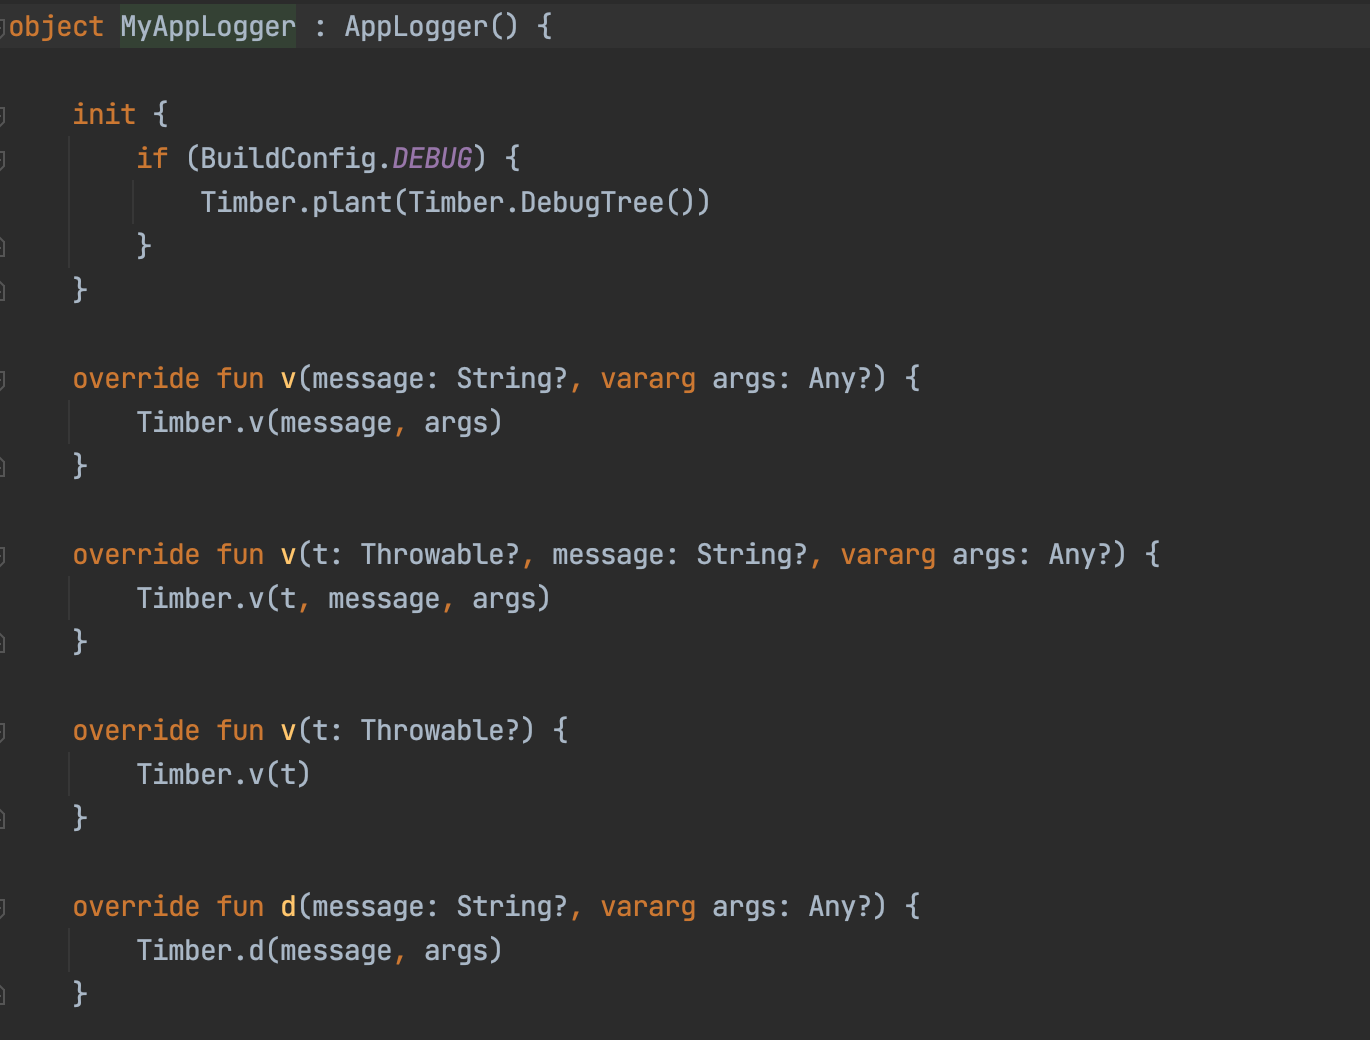 object MyAppLogger : AppLogger() {
init {
if (BuildConfig.DEBUG) {
Timber.plant(Timber.DebugTree())
}
}
override fun v(message: String?, vararg args: Any?) {
Timber.v(message, args)
}
override fun v(t: Throwable?, message: String?, vararg args: Any?) {
Timber.v(t, message, args)
}
override fun v(t: Throwable?) {
Timber.v(t)
}
override fun d(message: String?, vararg args: Any?) {
Timber.d(message, args)
}